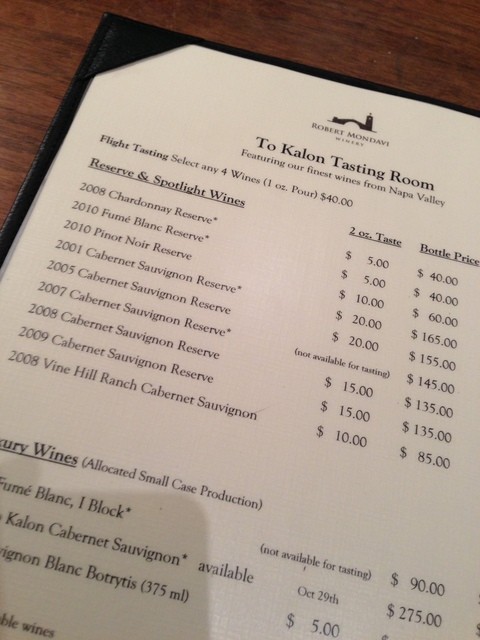 ROBERT MONDAVI
WINERY
To Kalon Tasting Room
Featuring our finest wines from Napa Valley
Flight Tasting Select any 4 Wines (1 oz. Pour) $40.00
Reserve & Spotlight Wines 2 oz. Taste Bottle Price
2008 Chardonnay Reserve* $ 5.00 $ 40.00
2010 Fumé Blanc Reserve* $ 5.00 $ 40.00
2010 Pinot Noir Reserve $ 10.00 $ 60.00
2001 Cabernet Sauvignon Reserve* $ 20.00 $ 165.00
2005 Cabernet Sauvignon Reserve $ 20.00 $ 155.00
2007 Cabernet Sauvignon Reserve* (not available for tasting) $ 145.00
2008 Cabernet Sauvignon Reserve $ 15.00 $ 135.00
2009 Cabernet Sauvignon Reserve $ 15.00 $ 135.00
2008 Vine Hill Ranch Cabernet Sauvignon $ 10.00 $ 85.00
Wines (Allocated Small Case Production)
Fumé Blanc, I Block* (not available for tasting) $ 90.00
Kalon Cabernet Sauvignon* available Oct 29th $ 275.00
Blanc Botrytis (375 ml) $ 5.00
wines